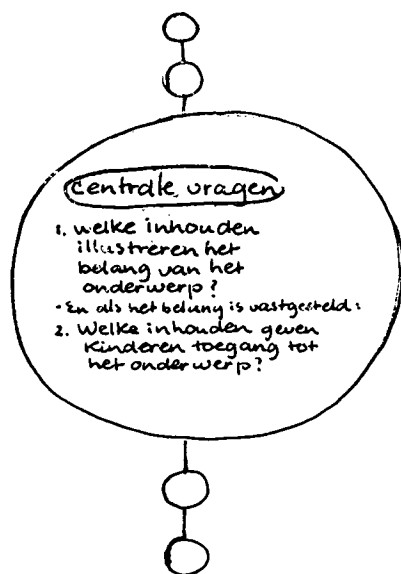 centrale vragen
1. welke inhouden
illustreren het
belang van het
onderwerp?
- En als het belang is vastgesteld:
2. Welke inhouden geven
kinderen toegang tot
het onderwerp?